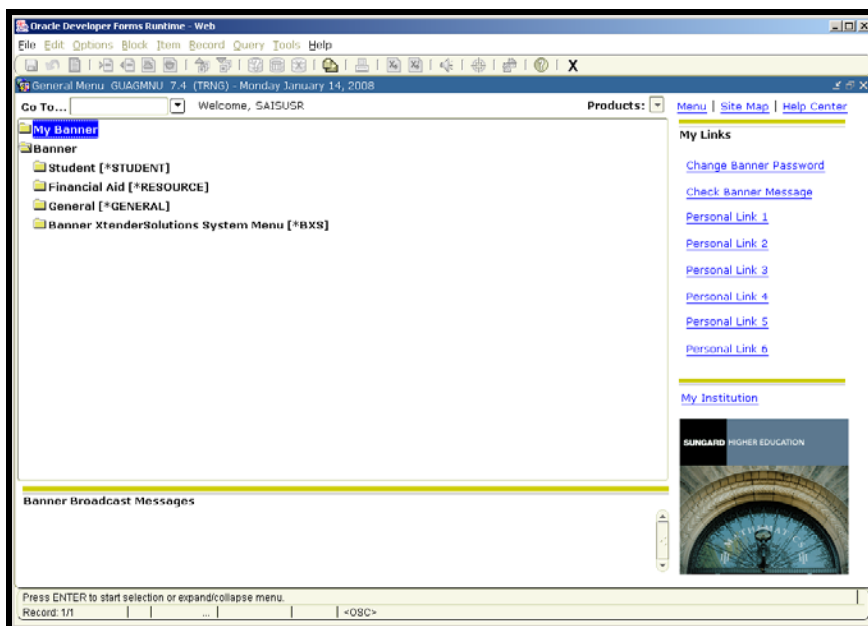 Oracle Developer Forms Runtime - Web
File Edit Options Block Item Record Query Tools Help
General Menu GUAGMNU 7.4 (TRNG) - Monday January 14, 2008
Go To... Welcome, SAISUSR Products: Menu | Site Map | Help Center
My Banner
Banner
Student [*STUDENT]
Financial Aid [*RESOURCE]
General [*GENERAL]
Banner XtenderSolutions System Menu [*BXS]
My Links
Change Banner Password
Check Banner Message
Personal Link 1
Personal Link 2
Personal Link 3
Personal Link 4
Personal Link 5
Personal Link 6
My Institution
SUNGARD HIGHER EDUCATION
MATHEMATICS
Banner Broadcast Messages
Press ENTER to start selection or expand/collapse menu.
Record: 1/1 ... <OSC>